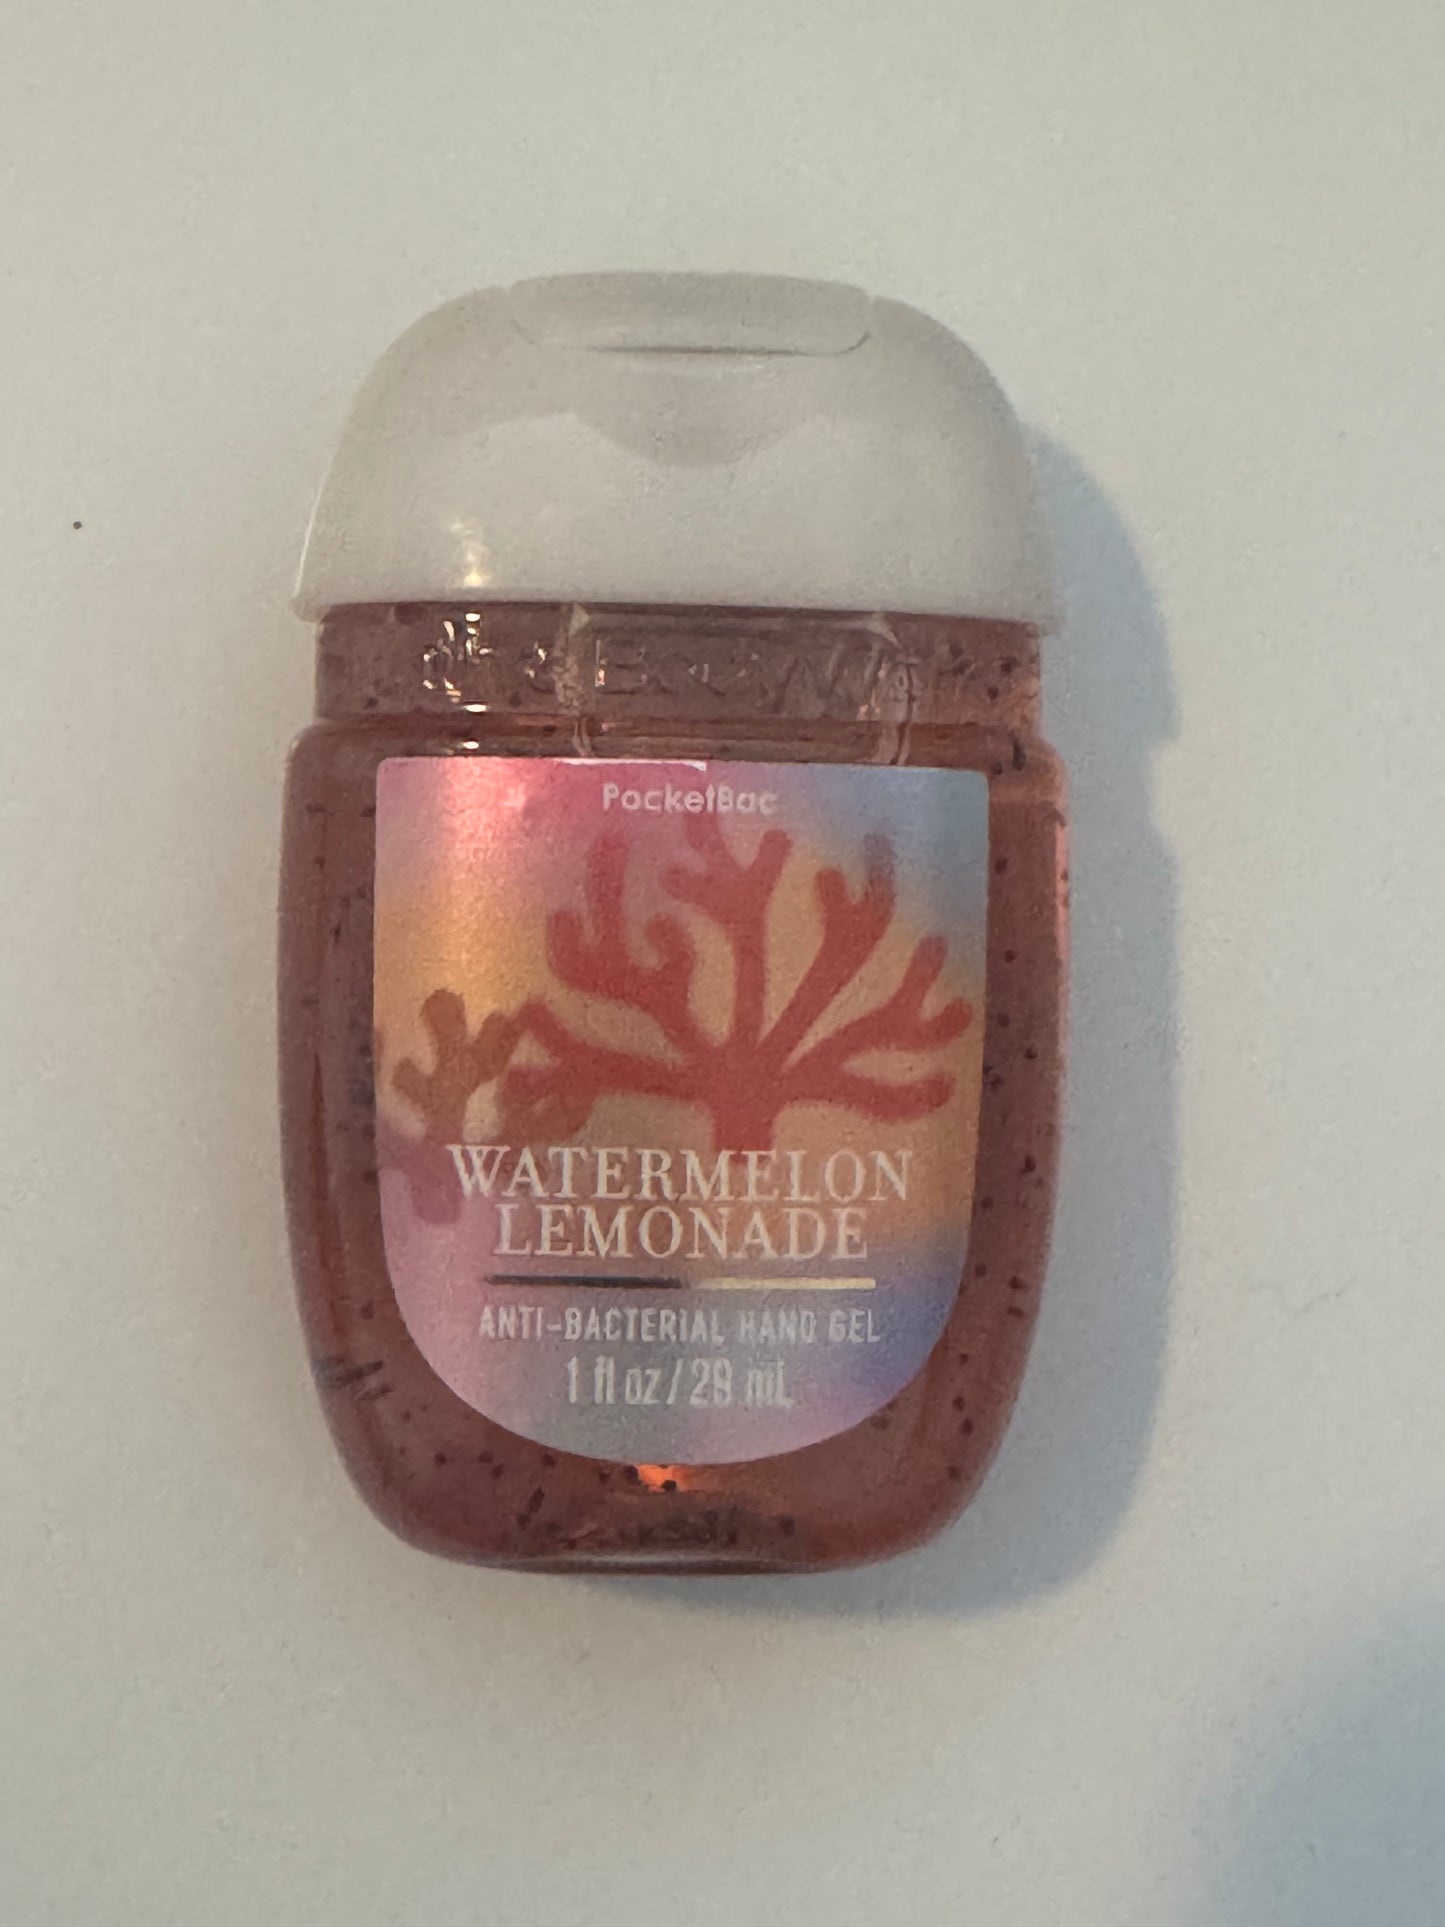 PocketBac
WATERMELON
LEMONADE
ANTI-BACTERIAL HAND GEL
1 fl oz / 29 mL